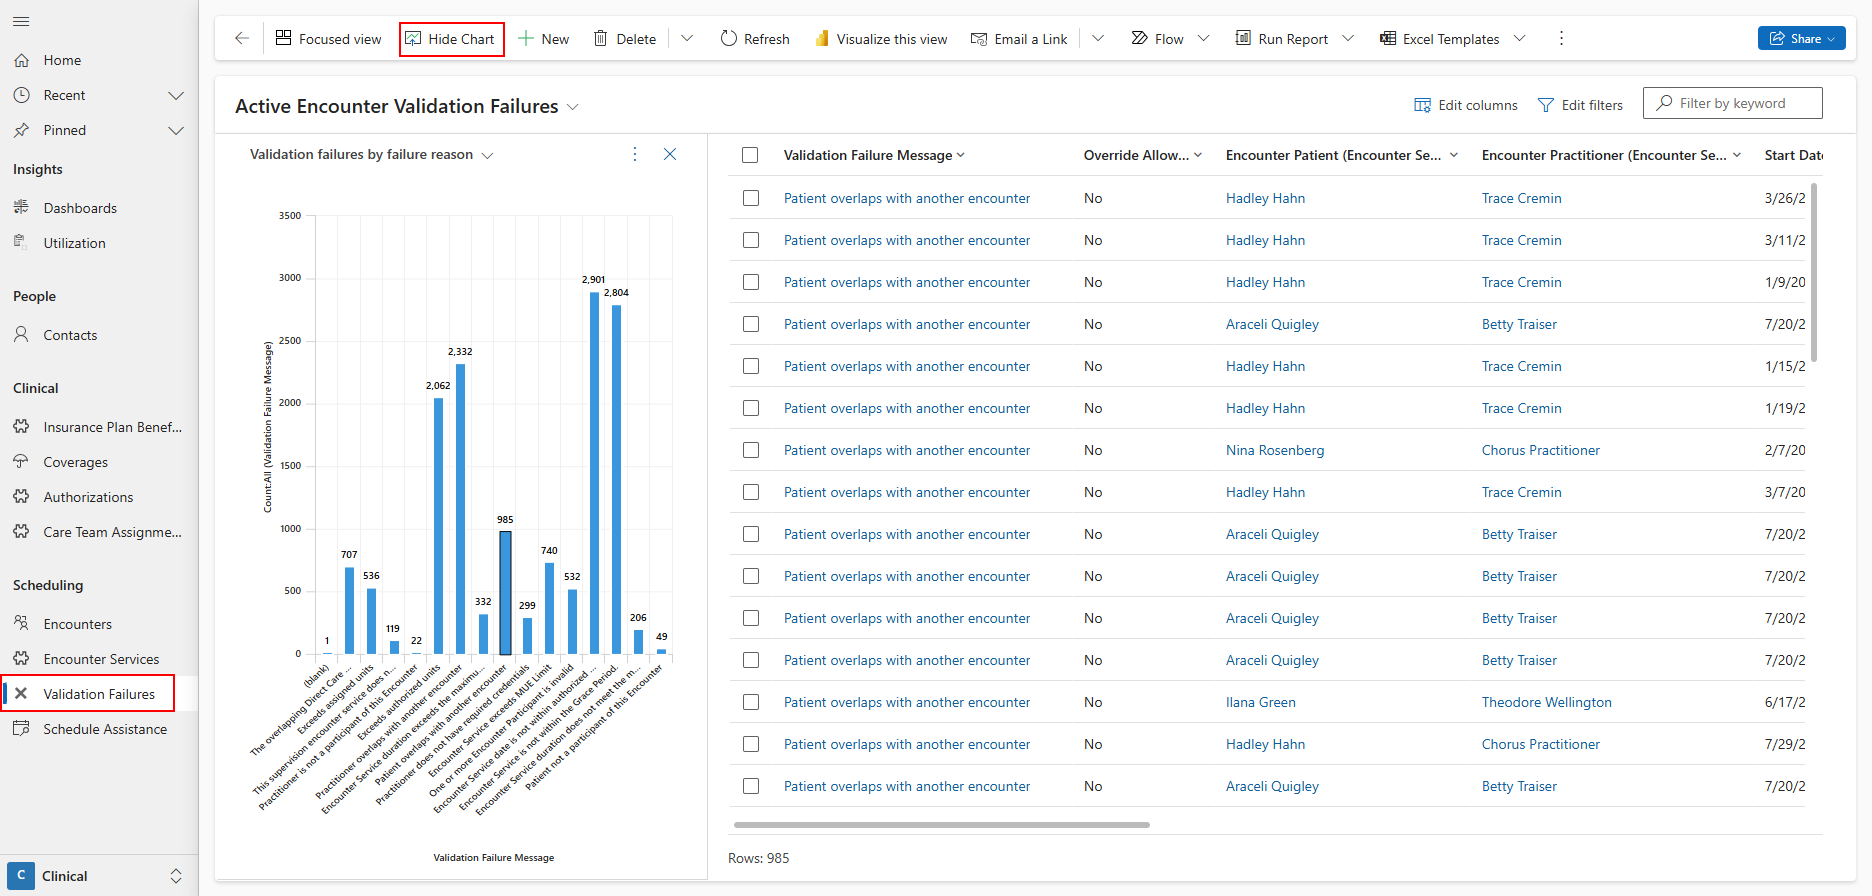 Home
Recent
Pinned
Insights
Dashboards
Utilization
People
Contacts
Clinical
Insurance Plan Benef...
Coverages
Authorizations
Care Team Assignme...
Scheduling
Encounters
Encounter Services
Validation Failures
Schedule Assistance
C Clinical
Focused view Hide Chart New Delete Refresh Visualize this view Email a Link Flow Run Report Excel Templates Share
Active Encounter Validation Failures Edit columns Edit filters Filter by keyword
Validation failures by failure reason
3500
3000
2500
2000
1500
1000
500
0
Count:All (Validation Failure Message)
1
707
536
119
22
2,062
2,332
332
985
299
740
532
2,901
2,804
206
49
(blank)
The overlapping Direct Care ...
Exceeds assigned units
This supervision encounter service does n...
Practitioner is not a participant of this Encounter
Exceeds authorized units
Practitioner overlaps with another encounter
Encounter Service duration exceeds the maximu...
Patient overlaps with another encounter
Practitioner does not have required credentials
Encounter Service exceeds MUE Limit
One or more Encounter Participant is invalid
Encounter Service date is not within authorized ...
Encounter Service is not within the Grace Period.
Encounter Service duration does not meet the m...
Patient not a participant of this Encounter
Validation Failure Message
Validation Failure Message Override Allow... Encounter Patient (Encounter Se... Encounter Practitioner (Encounter Se... Start Date
Patient overlaps with another encounter No Hadley Hahn Trace Cremin 3/26/2
Patient overlaps with another encounter No Hadley Hahn Trace Cremin 3/11/2
Patient overlaps with another encounter No Hadley Hahn Trace Cremin 1/9/20
Patient overlaps with another encounter No Araceli Quigley Betty Traiser 7/20/2
Patient overlaps with another encounter No Hadley Hahn Trace Cremin 1/15/2
Patient overlaps with another encounter No Hadley Hahn Trace Cremin 1/19/2
Patient overlaps with another encounter No Nina Rosenberg Chorus Practitioner 2/7/20
Patient overlaps with another encounter No Hadley Hahn Trace Cremin 3/7/20
Patient overlaps with another encounter No Araceli Quigley Betty Traiser 7/20/2
Patient overlaps with another encounter No Araceli Quigley Betty Traiser 7/20/2
Patient overlaps with another encounter No Araceli Quigley Betty Traiser 7/20/2
Patient overlaps with another encounter No Araceli Quigley Betty Traiser 7/20/2
Patient overlaps with another encounter No Ilana Green Theodore Wellington 6/17/2
Patient overlaps with another encounter No Hadley Hahn Chorus Practitioner 7/29/2
Patient overlaps with another encounter No Araceli Quigley Betty Traiser 7/20/2
Rows: 985